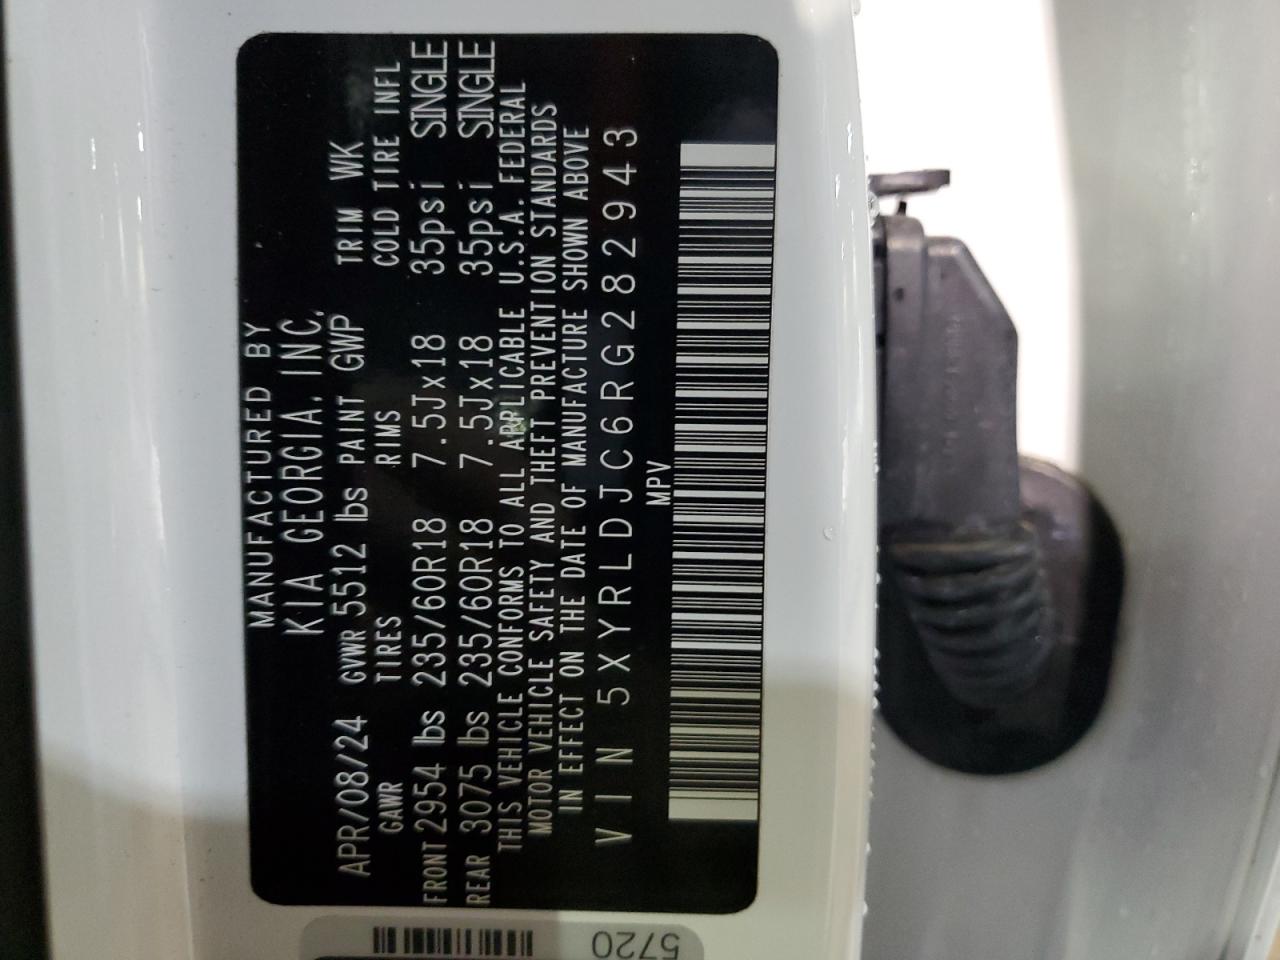 MANUFACTURED BY
KIA GEORGIA, INC.
APR/08/24 GVWR 5512 lbs PAINT GWP TRIM WK
GAWR TIRES RIMS COLD TIRE INFL
FRONT 2954 lbs 235/60R18 7.5Jx18 35psi SINGLE
REAR 3075 lbs 235/60R18 7.5Jx18 35psi SINGLE
THIS VEHICLE CONFORMS TO ALL APPLICABLE U.S.A. FEDERAL
MOTOR VEHICLE SAFETY AND THEFT PREVENTION STANDARDS
IN EFFECT ON THE DATE OF MANUFACTURE SHOWN ABOVE
VIN 5XYRLDJC6RG282943
MPV
5720